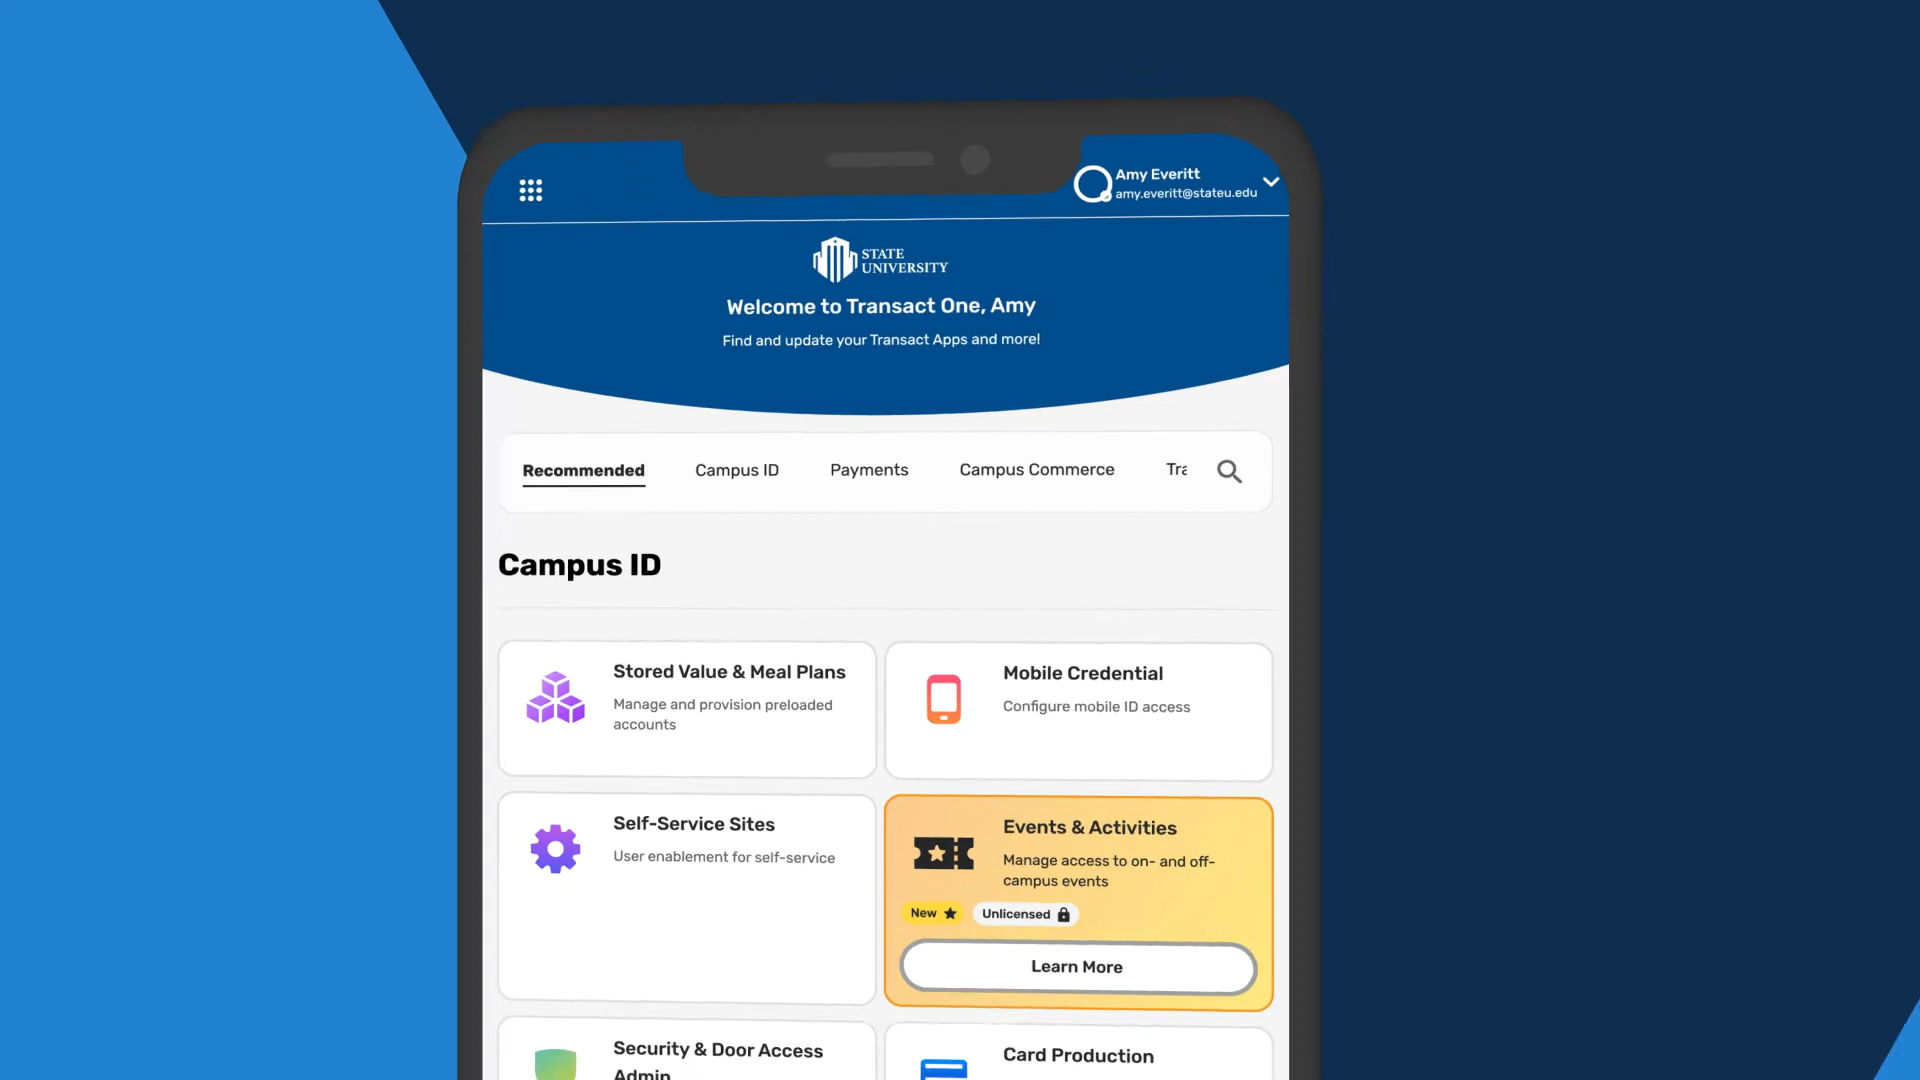 Amy Everitt
amy.everitt@stateu.edu
STATE
UNIVERSITY
Welcome to Transact One, Amy
Find and update your Transact Apps and more!
Recommended
Campus ID
Payments
Campus Commerce
Campus ID
Stored Value & Meal Plans
Manage and provision preloaded
accounts
Mobile Credential
Configure mobile ID access
Self-Service Sites
User enablement for self-service
Events & Activities
Manage access to on- and off-
campus events
New
Unlicensed
Learn More
Security & Door Access
Admin
Card Production